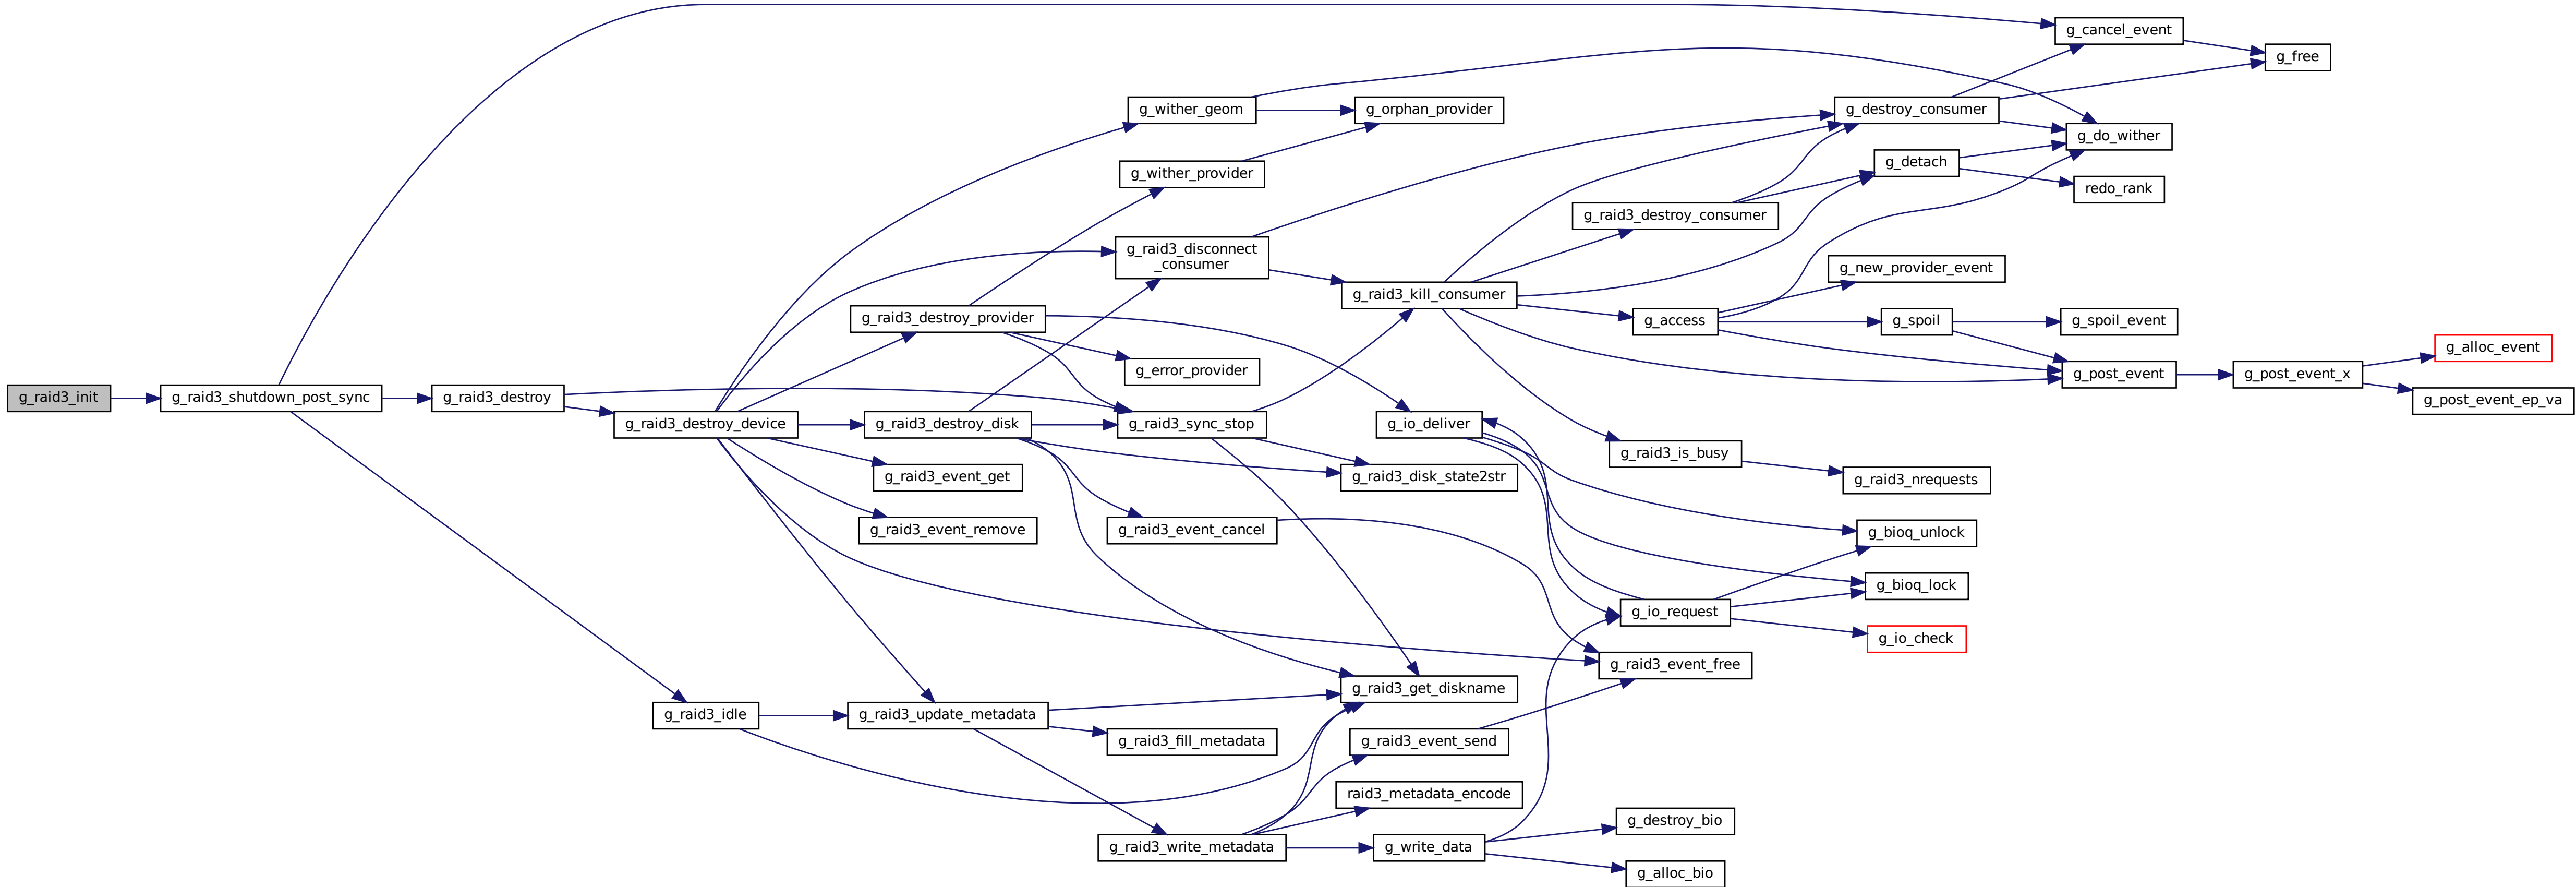 g_raid3_init
g_raid3_shutdown_post_sync
g_raid3_destroy
g_raid3_idle
g_raid3_destroy_device
g_raid3_destroy_provider
g_raid3_destroy_disk
g_raid3_event_get
g_raid3_event_remove
g_raid3_update_metadata
g_wither_geom
g_wither_provider
g_raid3_disconnect
_consumer
g_error_provider
g_raid3_sync_stop
g_raid3_event_cancel
g_raid3_fill_metadata
g_raid3_write_metadata
g_orphan_provider
g_raid3_kill_consumer
g_io_deliver
g_raid3_disk_state2str
g_raid3_get_diskname
g_raid3_event_send
raid3_metadata_encode
g_write_data
g_raid3_destroy_consumer
g_access
g_raid3_is_busy
g_io_request
g_raid3_event_free
g_destroy_bio
g_alloc_bio
g_destroy_consumer
g_detach
g_new_provider_event
g_spoil
g_raid3_nrequests
g_bioq_unlock
g_bioq_lock
g_io_check
g_cancel_event
g_do_wither
redo_rank
g_spoil_event
g_post_event
g_free
g_post_event_x
g_alloc_event
g_post_event_ep_va